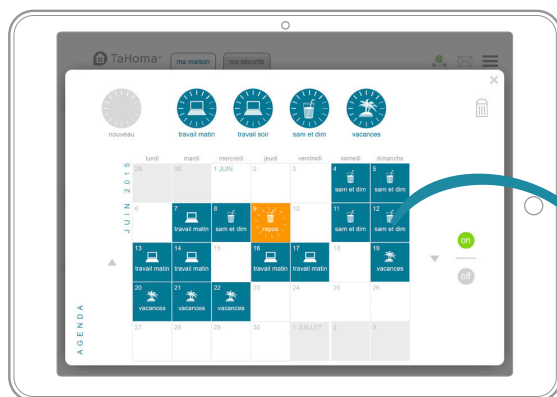 TaHoma®
ma maison
ma sécurité
@
nouveau
travail matin
travail soir
sam et dim
vacances
lundi
mardi
mercredi
jeudi
vendredi
samedi
dimanche
JUIN 2015
29
30
1 JUIN
2
3
4 sam et dim
5 sam et dim
6
7 travail matin
8 sam et dim
9 repos
10
11 sam et dim
12 sam et dim
13 travail matin
14 travail matin
15
16 travail matin
17 travail matin
18
19 vacances
20 vacances
21 vacances
22 vacances
23
24
25
26
27
28
29
30
1 JUILLET
2
3
AGENDA
on
off